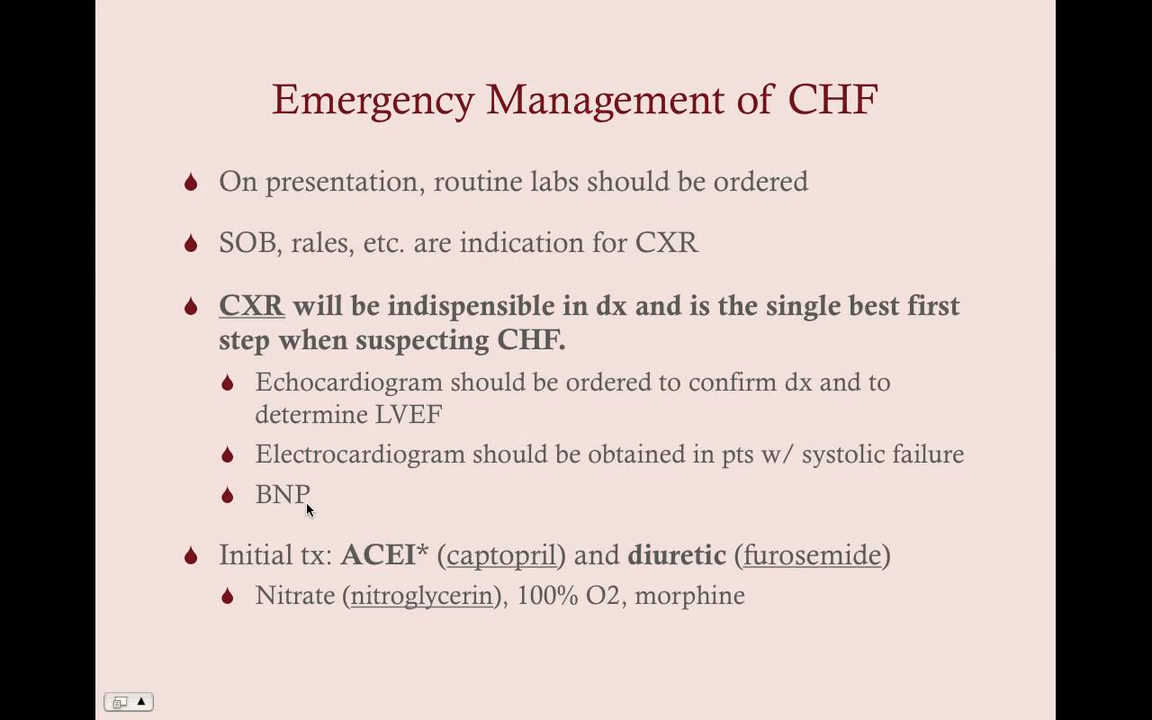 Emergency Management of CHF
On presentation, routine labs should be ordered
SOB, rales, etc. are indication for CXR
CXR will be indispensible in dx and is the single best first
step when suspecting CHF.
Echocardiogram should be ordered to confirm dx and to
determine LVEF
Electrocardiogram should be obtained in pts w/ systolic failure
BNP
Initial tx: ACEI* (captopril) and diuretic (furosemide)
Nitrate (nitroglycerin), 100% O2, morphine